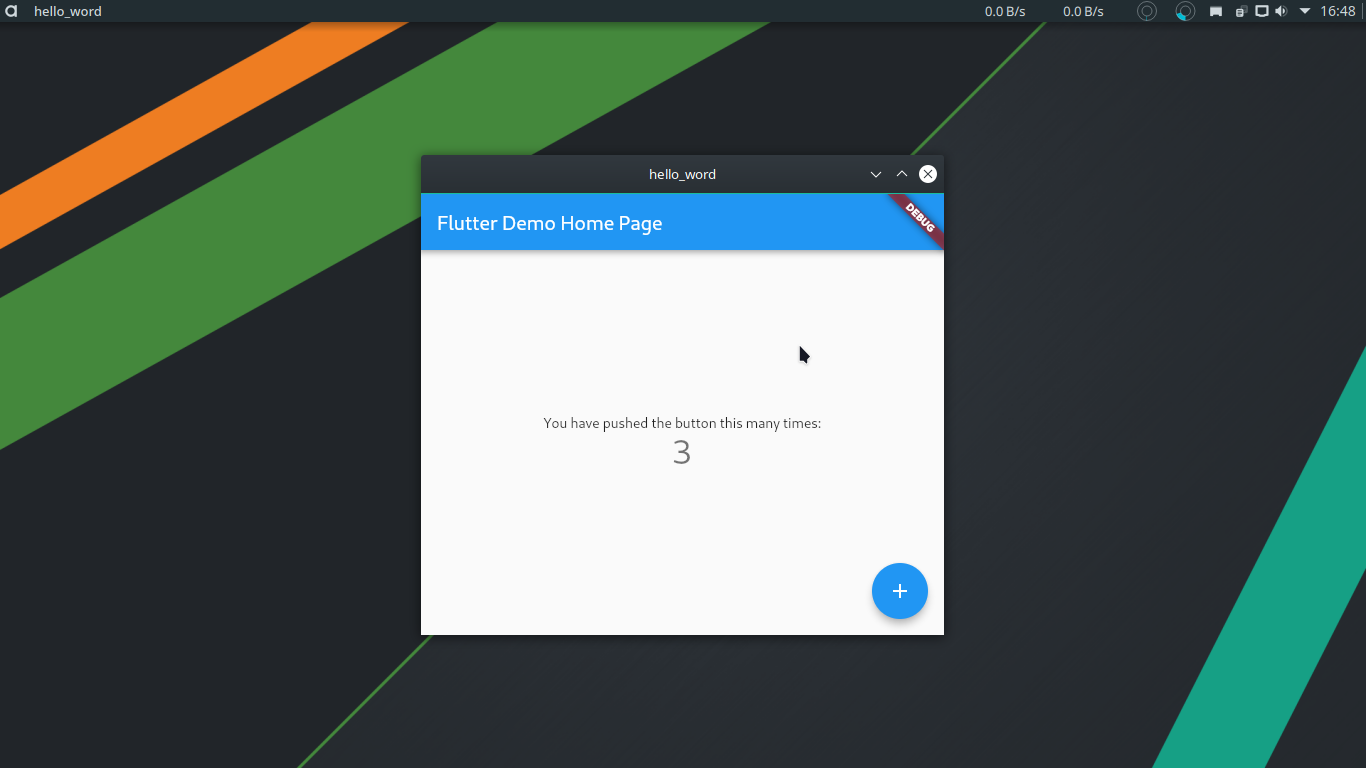 hello_word
0.0 B/s
0.0 B/s
16:48
hello_word
Flutter Demo Home Page
DEBUG
You have pushed the button this many times:
3